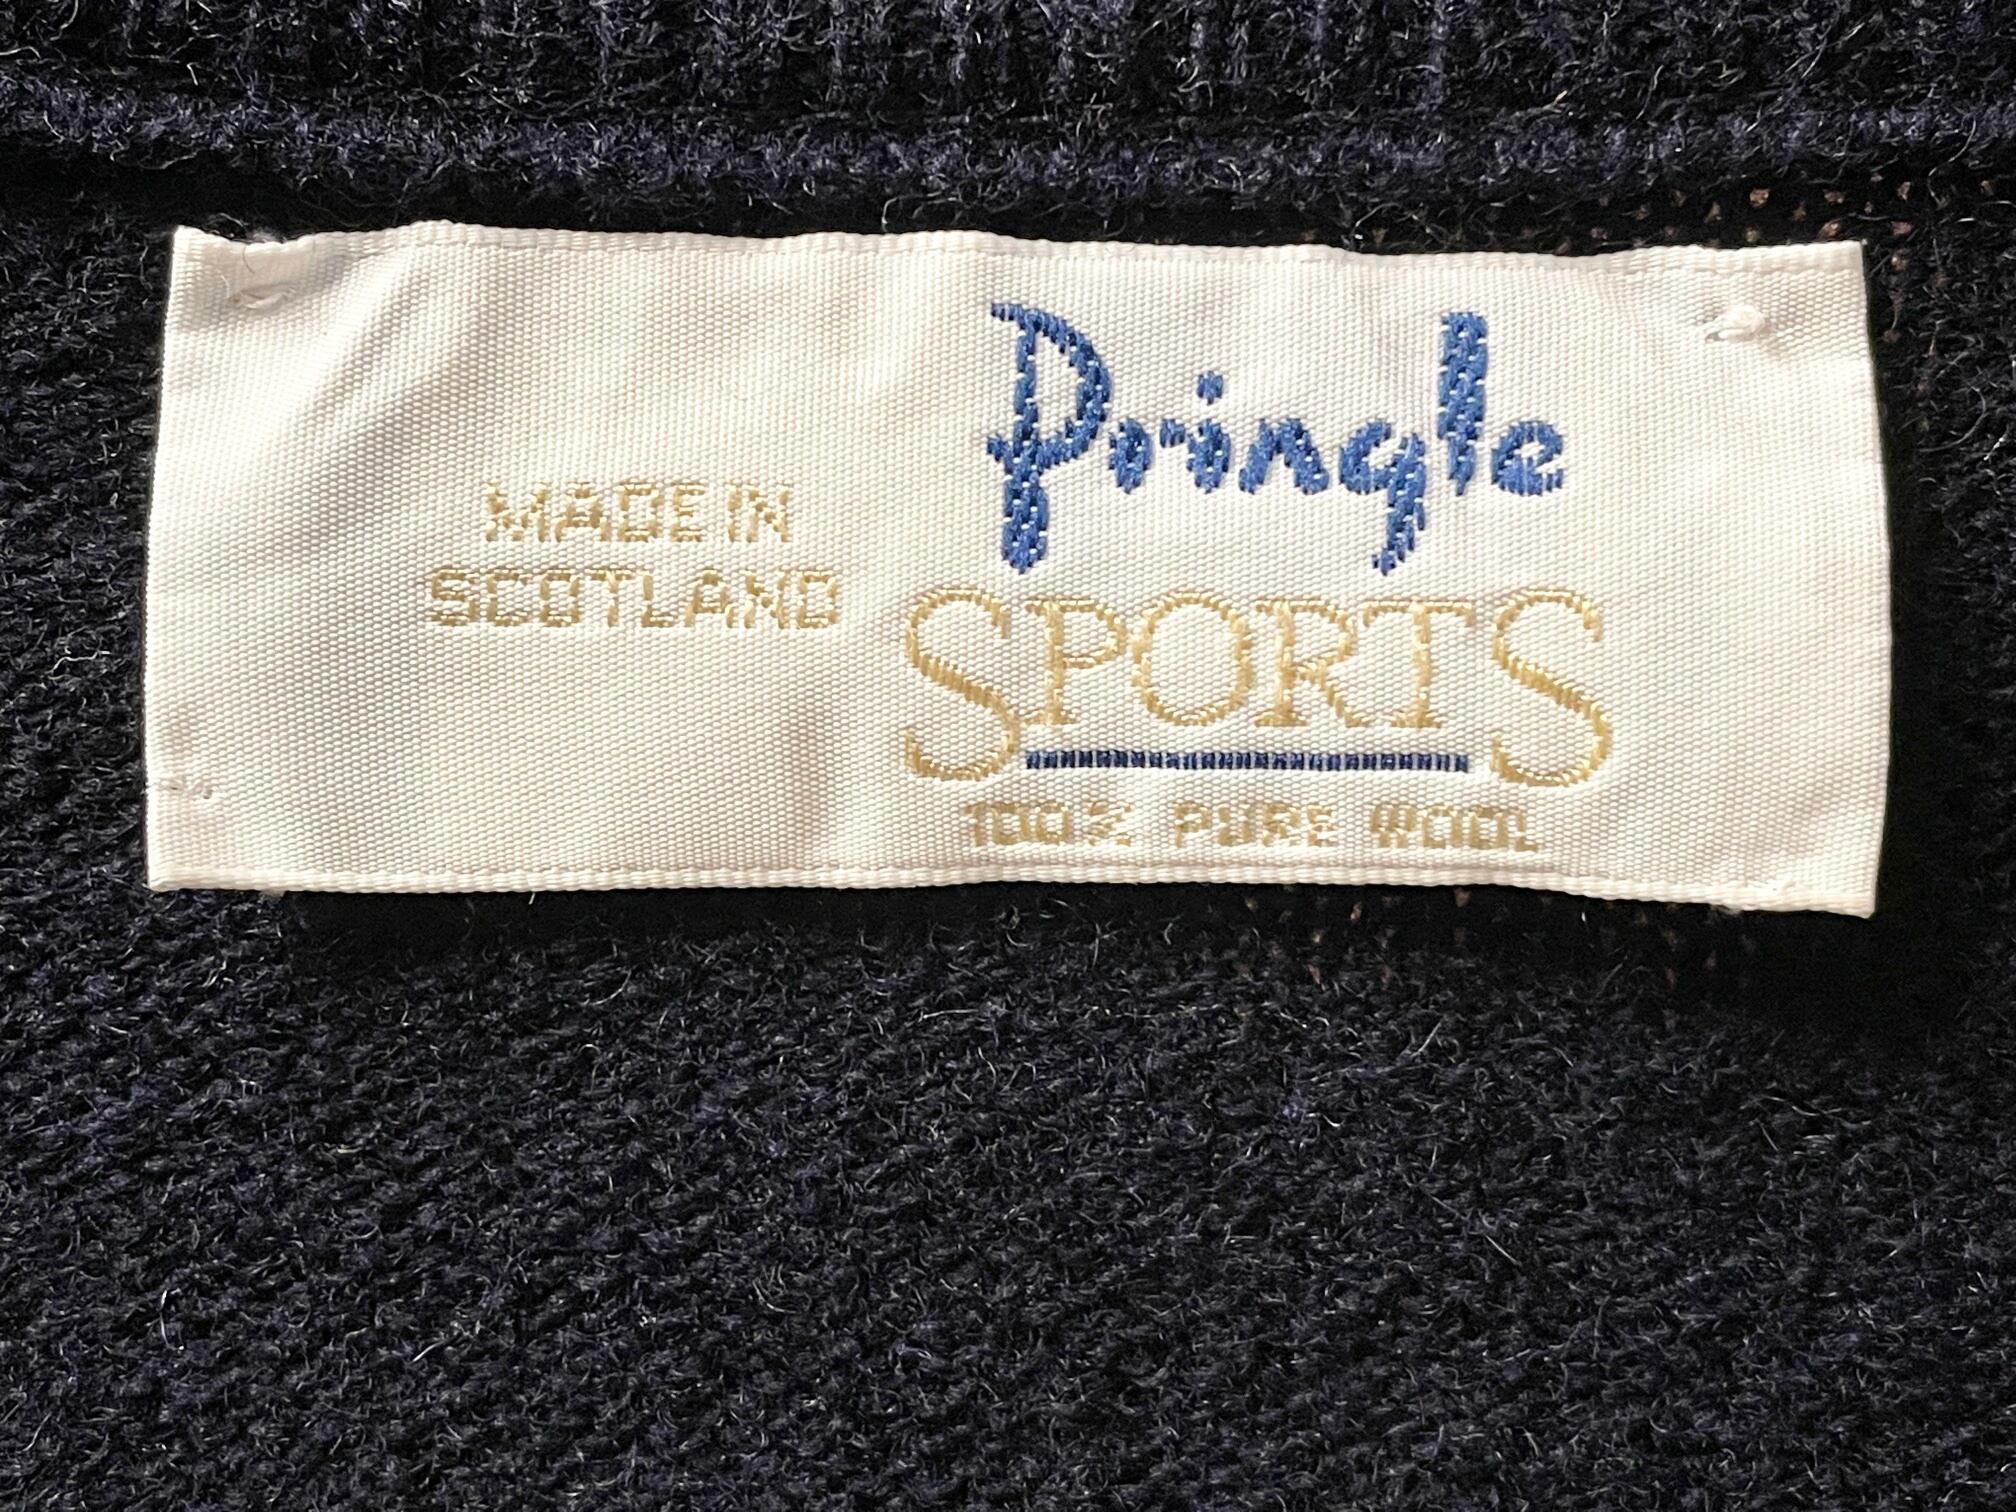 MADE IN
SCOTLAND
Pringle
SPORTS
100% PURE WOOL